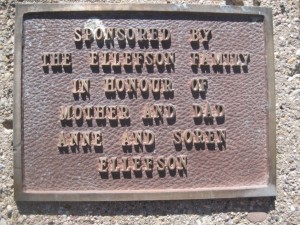 SPONSORED BY
THE ELLEFSON FAMILY
IN HONOUR OF
MOTHER AND DAD
ANNE AND SOREN
ELLEFSON